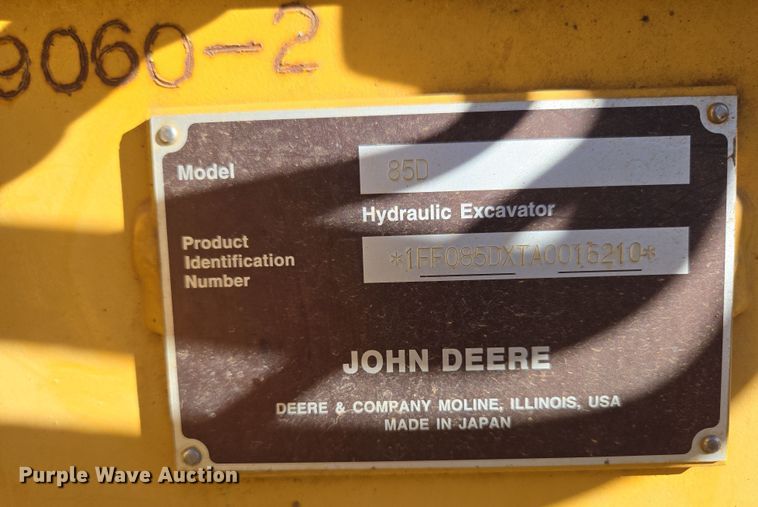 9060-2
Model 85D
Hydraulic Excavator
Product
Identification
Number
*1FF085DXTA0016210*
JOHN DEERE
DEERE & COMPANY MOLINE, ILLINOIS, USA
MADE IN JAPAN
Purple Wave Auction